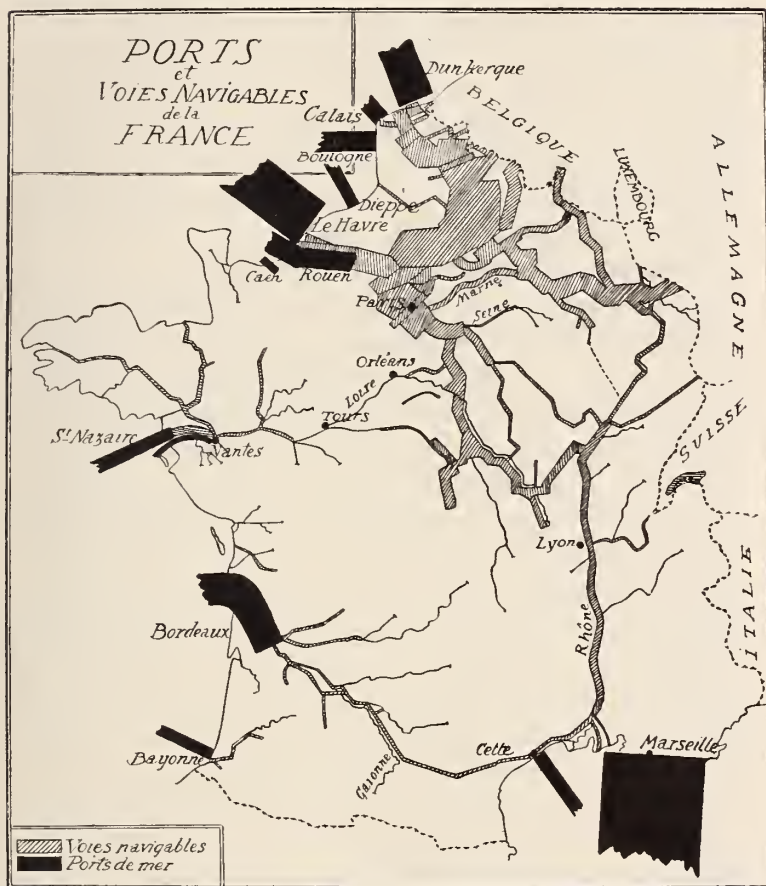 PORTS
et
VOIES NAVIGABLES
de la
FRANCE
Dunkerque
Calais
BELGIQUE
Boulogne
LUXEMBOURG
ALLEMAGNE
Dieppe
Le Havre
Caen
Rouen
Paris
Marne
Seine
Orléans
Loire
Tours
St Nazaire
Nantes
SUISSE
Lyon
ITALIE
Rhône
Bordeaux
Bayonne
Garonne
Cette
Marseille
Voies navigables
Ports de mer